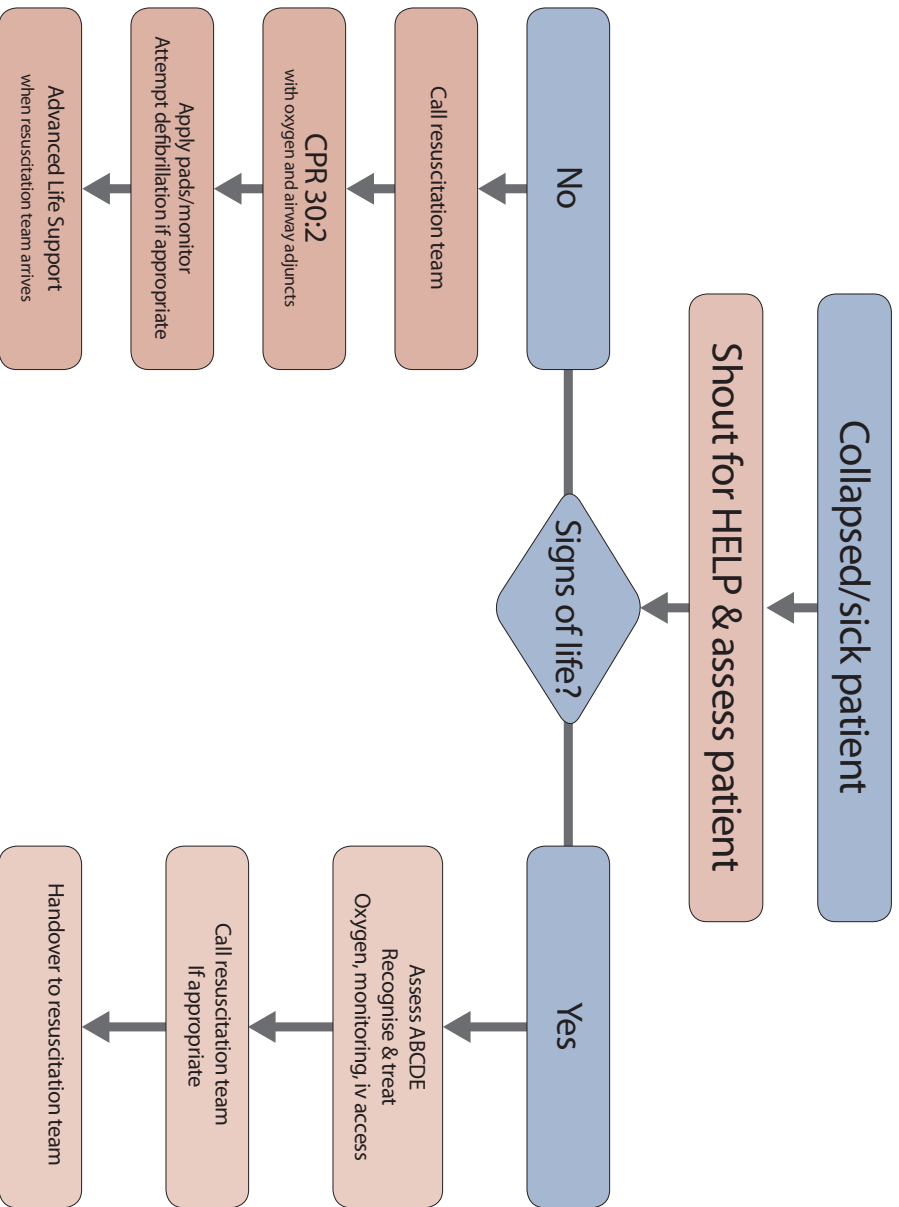 Collapsed/sick patient
Shout for HELP & assess patient
Signs of life?
No
Call resuscitation team
CPR 30:2
with oxygen and airway adjuncts
Apply pads/monitor
Attempt defibrillation if appropriate
Advanced Life Support
when resuscitation team arrives
Yes
Assess ABCDE
Recognise & treat
Oxygen, monitoring, iv access
Call resuscitation team
If appropriate
Handover to resuscitation team